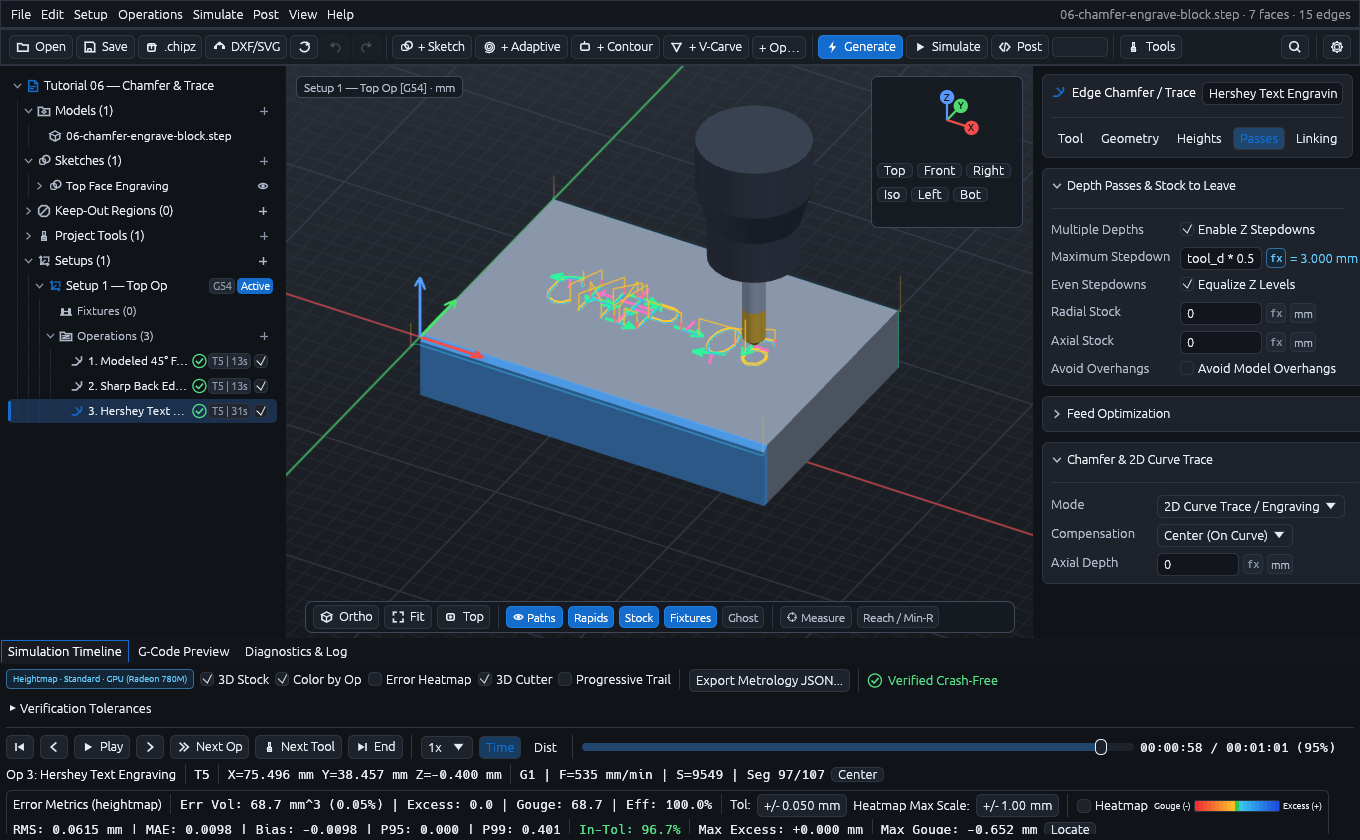 File Edit Setup Operations Simulate Post View Help
06-chamfer-engrave-block.step · 7 faces · 15 edges
Open Save .chipz DXF/SVG + Sketch + Adaptive + Contour + V-Carve + Op... Generate Simulate Post Tools
Tutorial 06 — Chamfer & Trace
Models (1) +
06-chamfer-engrave-block.step
Sketches (1) +
Top Face Engraving
Keep-Out Regions (0) +
Project Tools (1) +
Setups (1) +
Setup 1 — Top Op G54 Active
Fixtures (0)
Operations (3) +
1. Modeled 45° F... T5 | 13s
2. Sharp Back Ed... T5 | 13s
3. Hershey Text ... T5 | 31s
Setup 1 — Top Op [G54] · mm
Z
Y
X
Top Front Right
Iso Left Bot
Ortho Fit Top Paths Rapids Stock Fixtures Ghost Measure Reach / Min-R
Edge Chamfer / Trace Hershey Text Engravin
Tool Geometry Heights Passes Linking
Depth Passes & Stock to Leave
Multiple Depths Enable Z Stepdowns
Maximum Stepdown tool_d * 0.5 fx = 3.000 mm
Even Stepdowns Equalize Z Levels
Radial Stock 0 fx mm
Axial Stock 0 fx mm
Avoid Overhangs Avoid Model Overhangs
Feed Optimization
Chamfer & 2D Curve Trace
Mode 2D Curve Trace / Engraving
Compensation Center (On Curve)
Axial Depth 0 fx mm
Simulation Timeline G-Code Preview Diagnostics & Log
Heightmap · Standard · GPU (Radeon 780M) 3D Stock Color by Op Error Heatmap 3D Cutter Progressive Trail Export Metrology JSON... Verified Crash-Free
Verification Tolerances
Play Next Op Next Tool End 1x Time Dist 00:00:58 / 00:01:01 (95%)
Op 3: Hershey Text Engraving T5 X=75.496 mm Y=38.457 mm Z=-0.400 mm G1 | F=535 mm/min | S=9549 | Seg 97/107 Center
Error Metrics (heightmap) Err Vol: 68.7 mm^3 (0.05%) | Excess: 0.0 | Gouge: 68.7 | Eff: 100.0% Tol: +/-0.050 mm Heatmap Max Scale: +/-1.00 mm Heatmap Gouge (-) Excess (+)
RMS: 0.0615 mm | MAE: 0.0098 | Bias: -0.0098 | P95: 0.000 | P99: 0.401 In-Tol: 96.7% Max Excess: +0.000 mm Max Gouge: -0.652 mm Locate